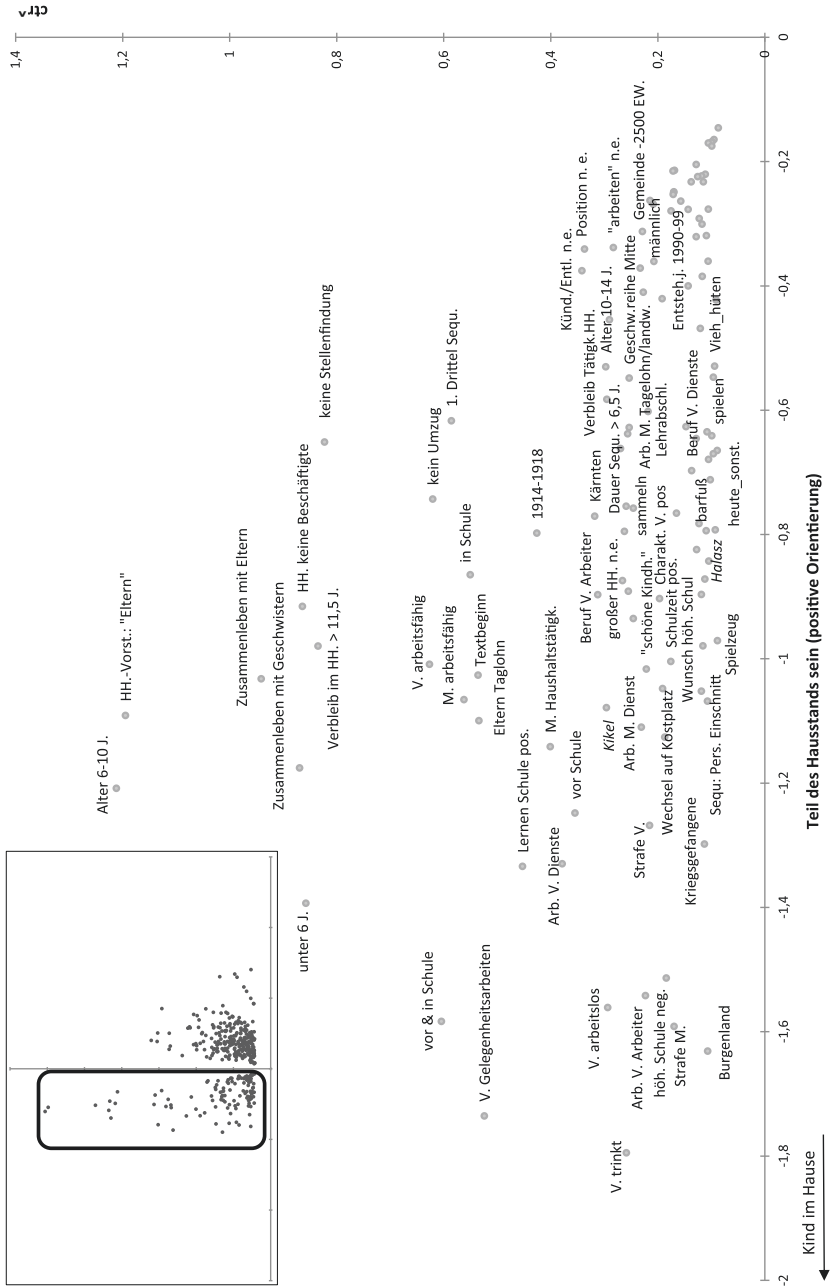 ctr^
1,4
1,2
1
0,8
0,6
0,4
0,2
0
Alter 6-10 J.
HH.-Vorst.: "Eltern"
Zusammenleben mit Eltern
Zusammenleben mit Geschwistern
HH. keine Beschäftigte
unter 6 J.
Verbleib im HH. > 11,5 J.
keine Stellenfindung
V. arbeitsfähig
kein Umzug
vor & in Schule
1. Drittel Sequ.
M. arbeitsfähig
in Schule
Textbeginn
Eltern Taglohn
V. Gelegenheitsarbeiten
Lernen Schule pos.
1914-1918
M. Haushaltstätigk.
Arb. V. Dienste
vor Schule
Künd./Entl. n.e.
Position n. e.
Verbleib Tätigk.HH.
Kärnten
Beruf V. Arbeiter
Alter 10-14 J.
"arbeiten" n.e.
Kikel
V. arbeitslos
Dauer Sequ. > 6,5 J.
großer HH. n.e.
V. trinkt
Geschw.reihe Mitte
Gemeinde -2500 EW.
sammeln
Arb. M. Tagelohn/landw.
Arb. M. Dienst
"schöne Kindh."
Arb. V. Arbeiter
Strafe V.
männlich
Lehrabschl.
Charakt. V. pos
Schulzeit pos.
höh. Schule neg.
Wechsel auf Kostplatz
Entsteh.j. 1990-99
Strafe M.
Wunsch höh. Schul
Beruf V. Dienste
barfuß
Kriegsgefangene
Vieh_hüten
spielen
Halasz
Sequ: Pers. Einschnitt
heute_sonst.
Spielzeug
Burgenland
-2
-1,8
-1,6
-1,4
-1,2
-1
-0,8
-0,6
-0,4
-0,2
0
Kind im Hause
Teil des Hausstands sein (positive Orientierung)